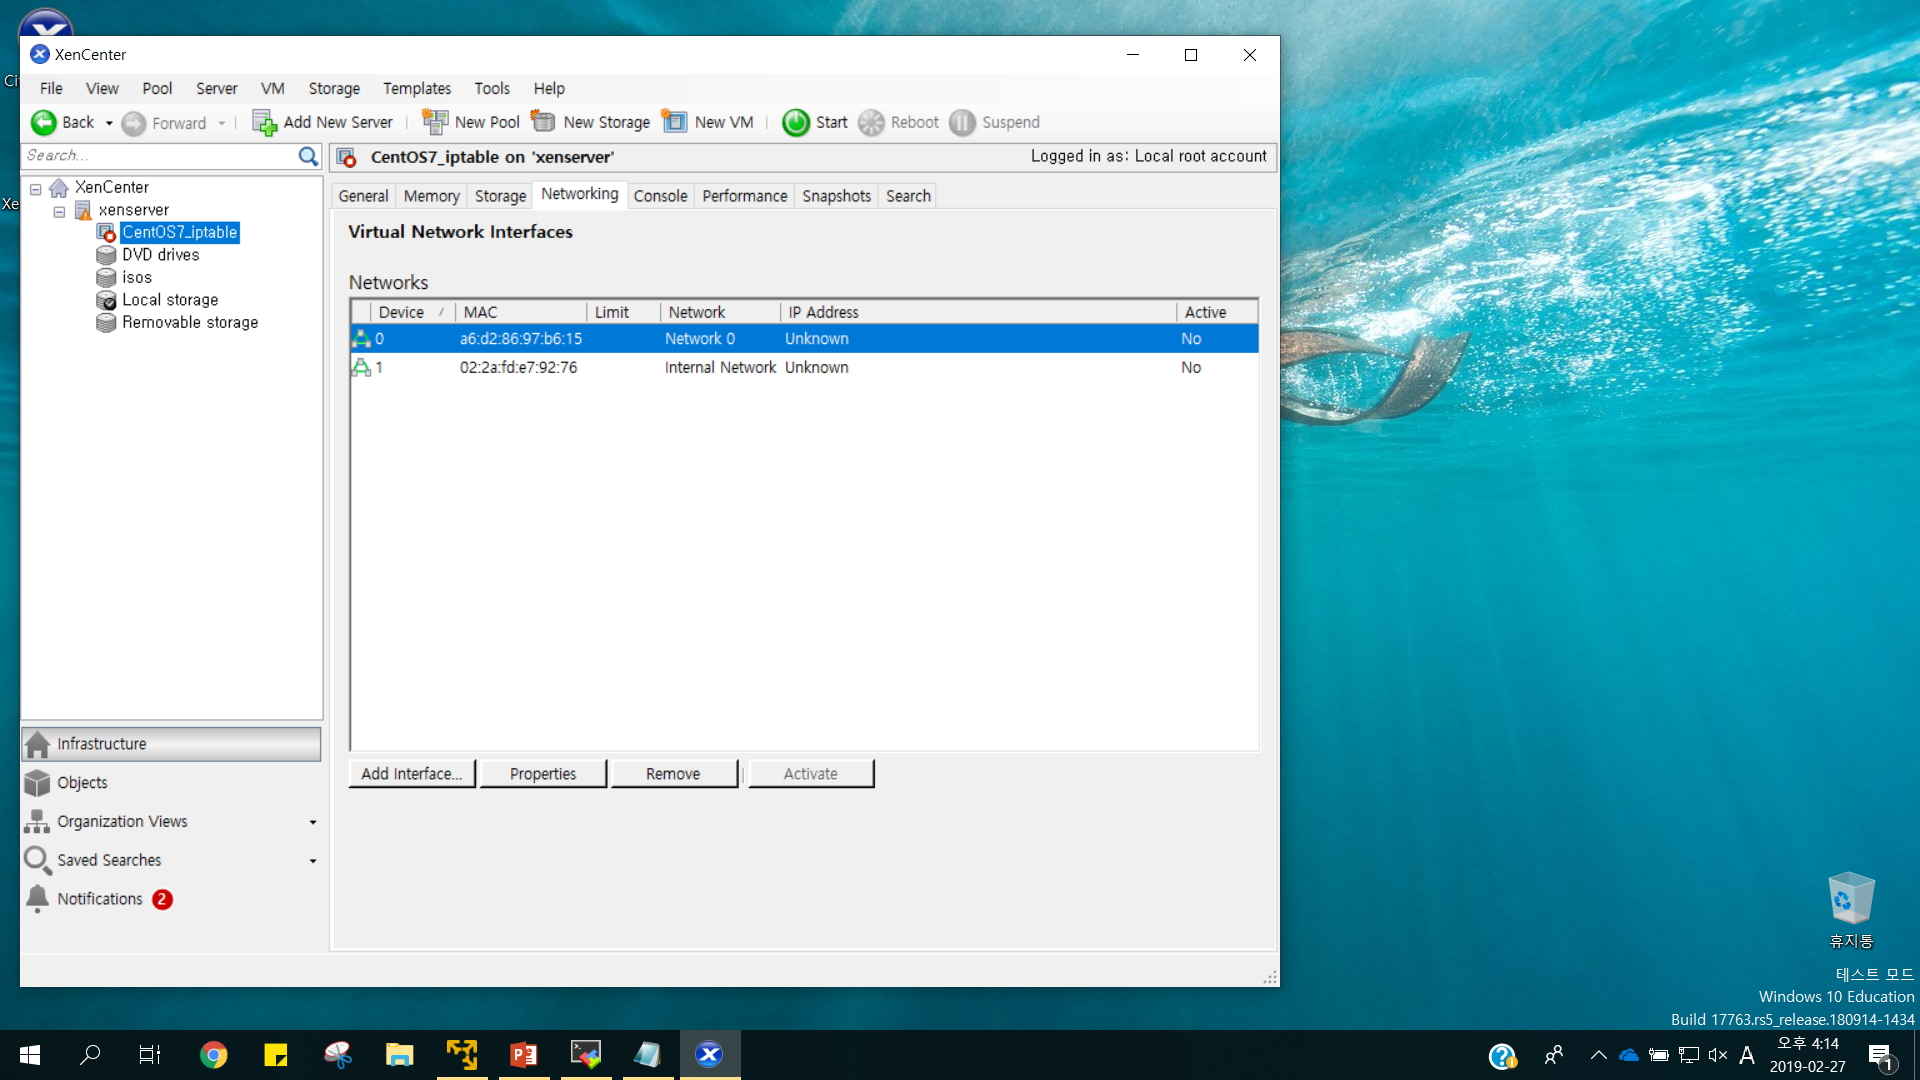 XenCenter
File View Pool Server VM Storage Templates Tools Help
Back Forward Add New Server New Pool New Storage New VM Start Reboot Suspend
Search...
CentOS7_iptable on 'xenserver' Logged in as: Local root account
XenCenter
xenserver
CentOS7_iptable
DVD drives
isos
Local storage
Removable storage
General Memory Storage Networking Console Performance Snapshots Search
Virtual Network Interfaces
Networks
Device MAC Limit Network IP Address Active
0 a6:d2:86:97:b6:15 Network 0 Unknown No
1 02:2a:fd:e7:92:76 Internal Network Unknown No
Add Interface... Properties Remove Activate
Infrastructure
Objects
Organization Views
Saved Searches
Notifications 2
Ci
Xe
휴지통
테스트 모드
Windows 10 Education
Build 17763.rs5_release.180914-1434
A
오후 4:14
2019-02-27
1